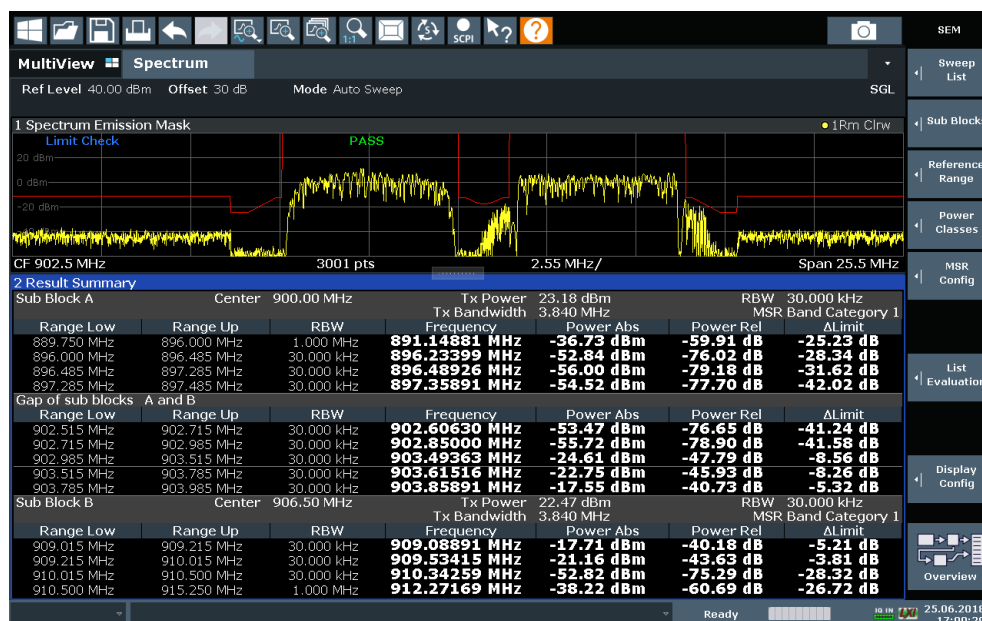 1:1
SCPI
?
?
SEM
MultiView Spectrum
Ref Level 40.00 dBm Offset 30 dB Mode Auto Sweep SGL
1 Spectrum Emission Mask 1Rm Clrw
Limit Check PASS
20 dBm
0 dBm
-20 dBm
CF 902.5 MHz 3001 pts 2.55 MHz/ Span 25.5 MHz
2 Result Summary
Sub Block A Center 900.00 MHz Tx Power 23.18 dBm RBW 30.000 kHz
Tx Bandwidth 3.840 MHz MSR Band Category 1
Range Low Range Up RBW Frequency Power Abs Power Rel ΔLimit
889.750 MHz 896.000 MHz 1.000 MHz 891.14881 MHz -36.73 dBm -59.91 dB -25.23 dB
896.000 MHz 896.485 MHz 30.000 kHz 896.23399 MHz -52.84 dBm -76.02 dB -28.34 dB
896.485 MHz 897.285 MHz 30.000 kHz 896.48926 MHz -56.00 dBm -79.18 dB -31.62 dB
897.285 MHz 897.485 MHz 30.000 kHz 897.35891 MHz -54.52 dBm -77.70 dB -42.02 dB
Gap of sub blocks A and B
Range Low Range Up RBW Frequency Power Abs Power Rel ΔLimit
902.515 MHz 902.715 MHz 30.000 kHz 902.60630 MHz -53.47 dBm -76.65 dB -41.24 dB
902.715 MHz 902.985 MHz 30.000 kHz 902.85000 MHz -55.72 dBm -78.90 dB -41.58 dB
902.985 MHz 903.515 MHz 30.000 kHz 903.49363 MHz -24.61 dBm -47.79 dB -8.56 dB
903.515 MHz 903.785 MHz 30.000 kHz 903.61516 MHz -22.75 dBm -45.93 dB -8.26 dB
903.785 MHz 903.985 MHz 30.000 kHz 903.85891 MHz -17.55 dBm -40.73 dB -5.32 dB
Sub Block B Center 906.50 MHz Tx Power 22.47 dBm RBW 30.000 kHz
Tx Bandwidth 3.840 MHz MSR Band Category 1
Range Low Range Up RBW Frequency Power Abs Power Rel ΔLimit
909.015 MHz 909.215 MHz 30.000 kHz 909.08891 MHz -17.71 dBm -40.18 dB -5.21 dB
909.215 MHz 910.015 MHz 30.000 kHz 909.53415 MHz -21.16 dBm -43.63 dB -3.81 dB
910.015 MHz 910.500 MHz 30.000 kHz 910.34259 MHz -52.82 dBm -75.29 dB -28.32 dB
910.500 MHz 915.250 MHz 1.000 MHz 912.27169 MHz -38.22 dBm -60.69 dB -26.72 dB
Sweep
List
Sub Blocks
Reference
Range
Power
Classes
MSR
Config
List
Evaluation
Display
Config
Overview
Ready
IQ IN LXI
25.06.2018